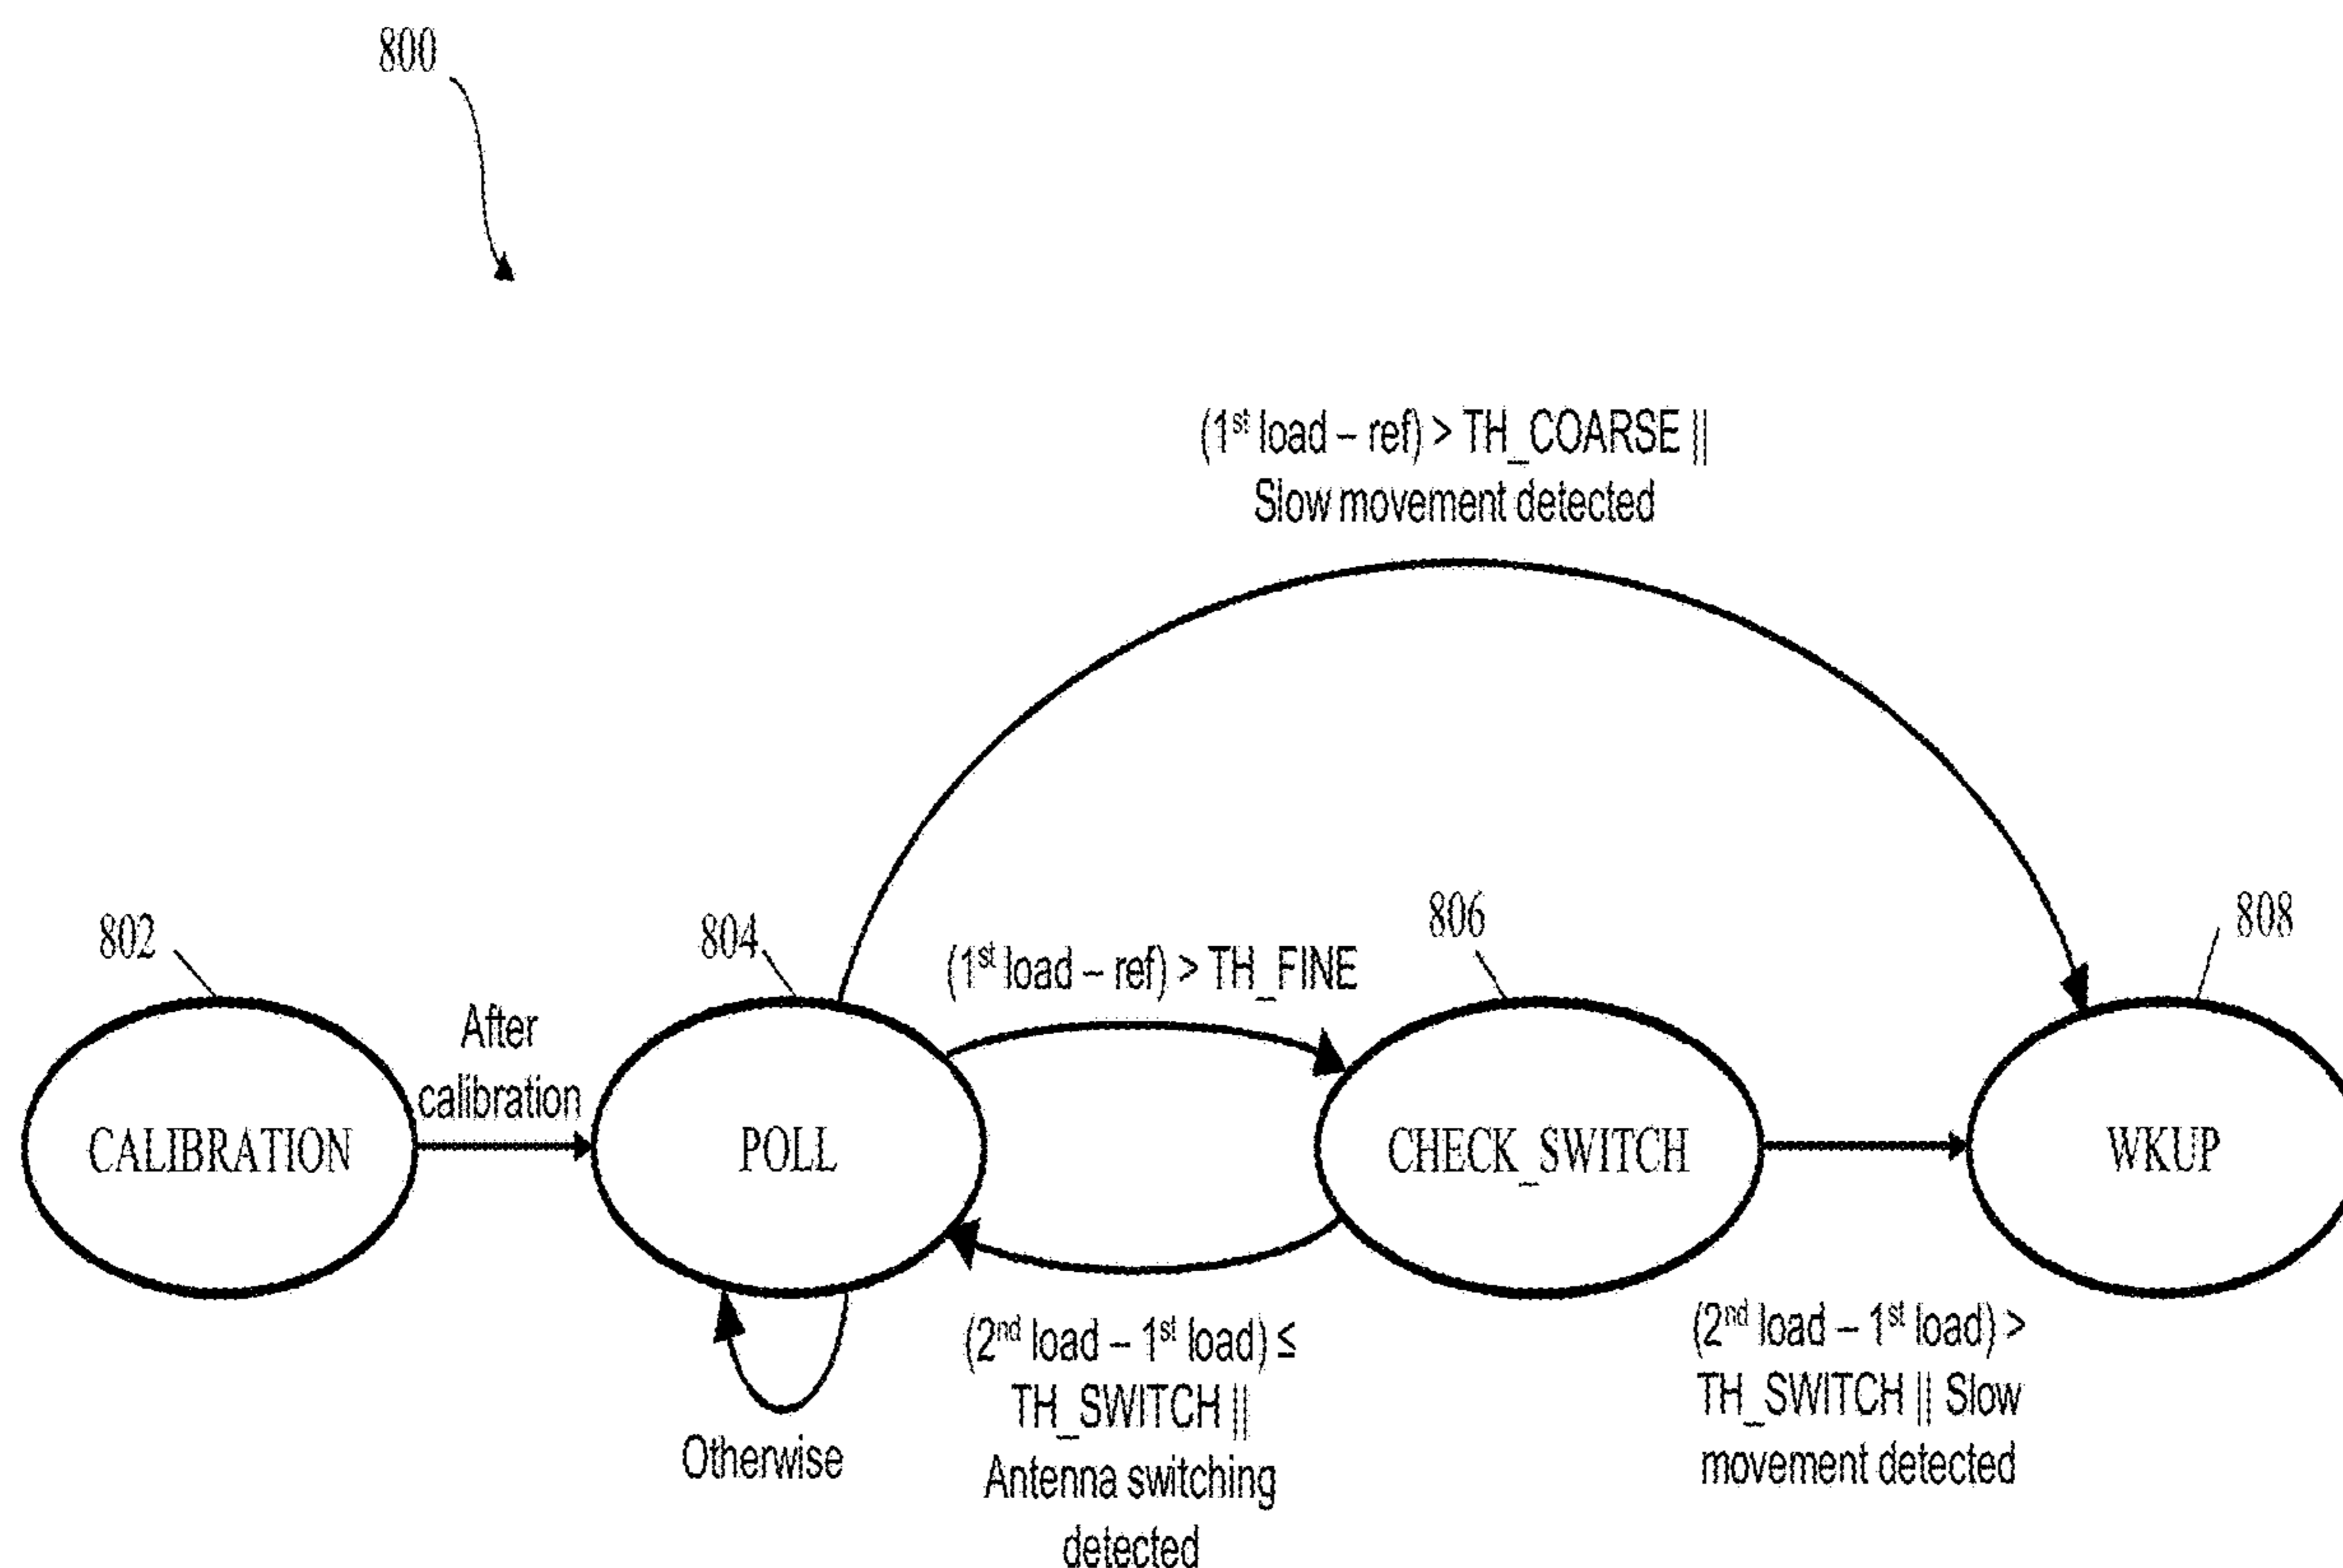 800
(1st load – ref) > TH_COARSE ||
Slow movement detected
802
804
(1st load – ref) > TH_FINE
806
808
After
calibration
CALIBRATION
POLL
CHECK_SWITCH
WKUP
Otherwise
(2nd load – 1st load) ≤
TH_SWITCH ||
Antenna switching
detected
(2nd load – 1st load) >
TH_SWITCH || Slow
movement detected